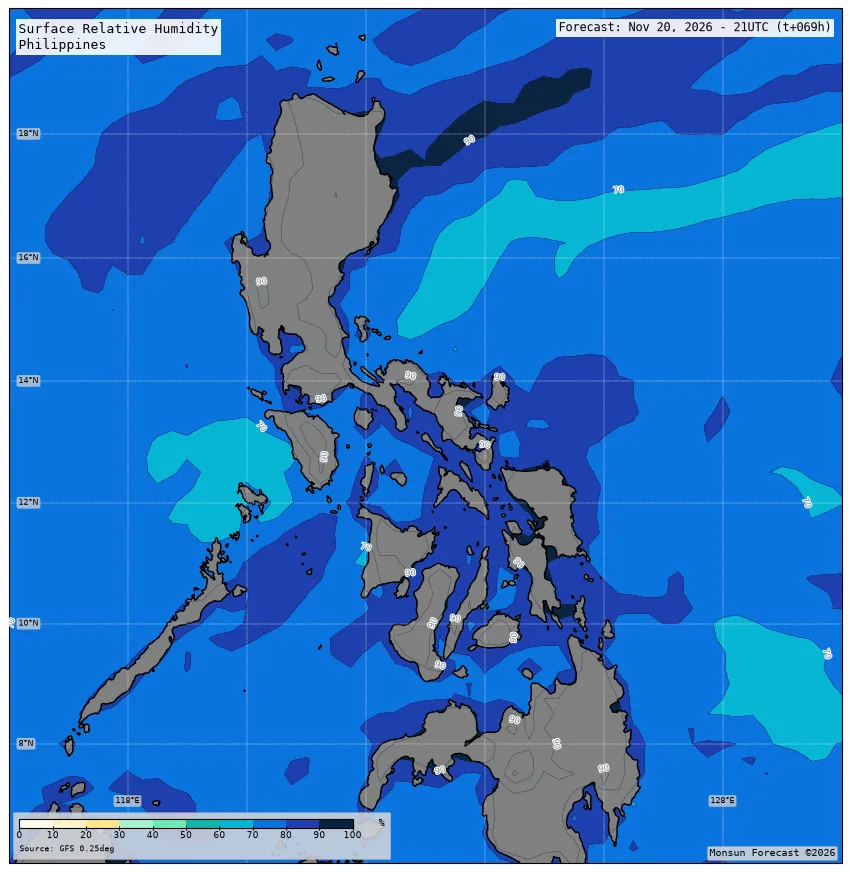 Surface Relative Humidity
Philippines
Forecast: Nov 20, 2026 - 21UTC (t+069h)
90
18°N
70
16°N
90
14°N
90
90
90
90
70
90
90
12°N
70
70
90
90
10°N
90
90
90
70
90
90
8°N
90
90
90
118°E
128°E
0 10 20 30 40 50 60 70 80 90 100 %
Source: GFS 0.25deg
Monsun Forecast ©2026